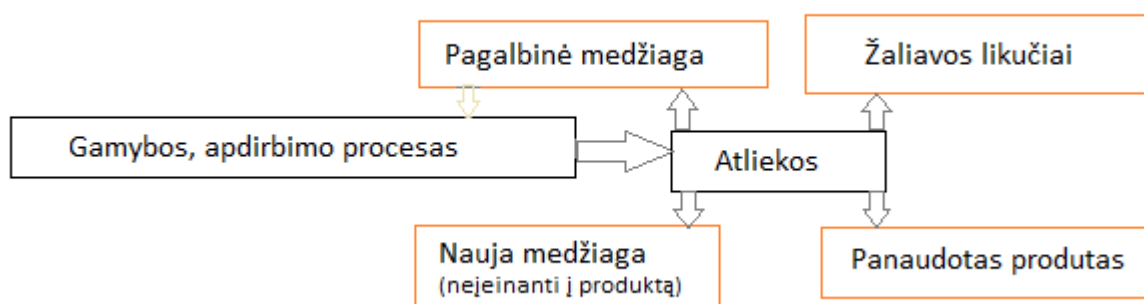 Pagalbinė medžiaga
Žaliavos likučiai
Gamybos, apdirbimo procesas
Atliekos
Nauja medžiaga
(neįeinanti į produktą)
Panaudotas produtas